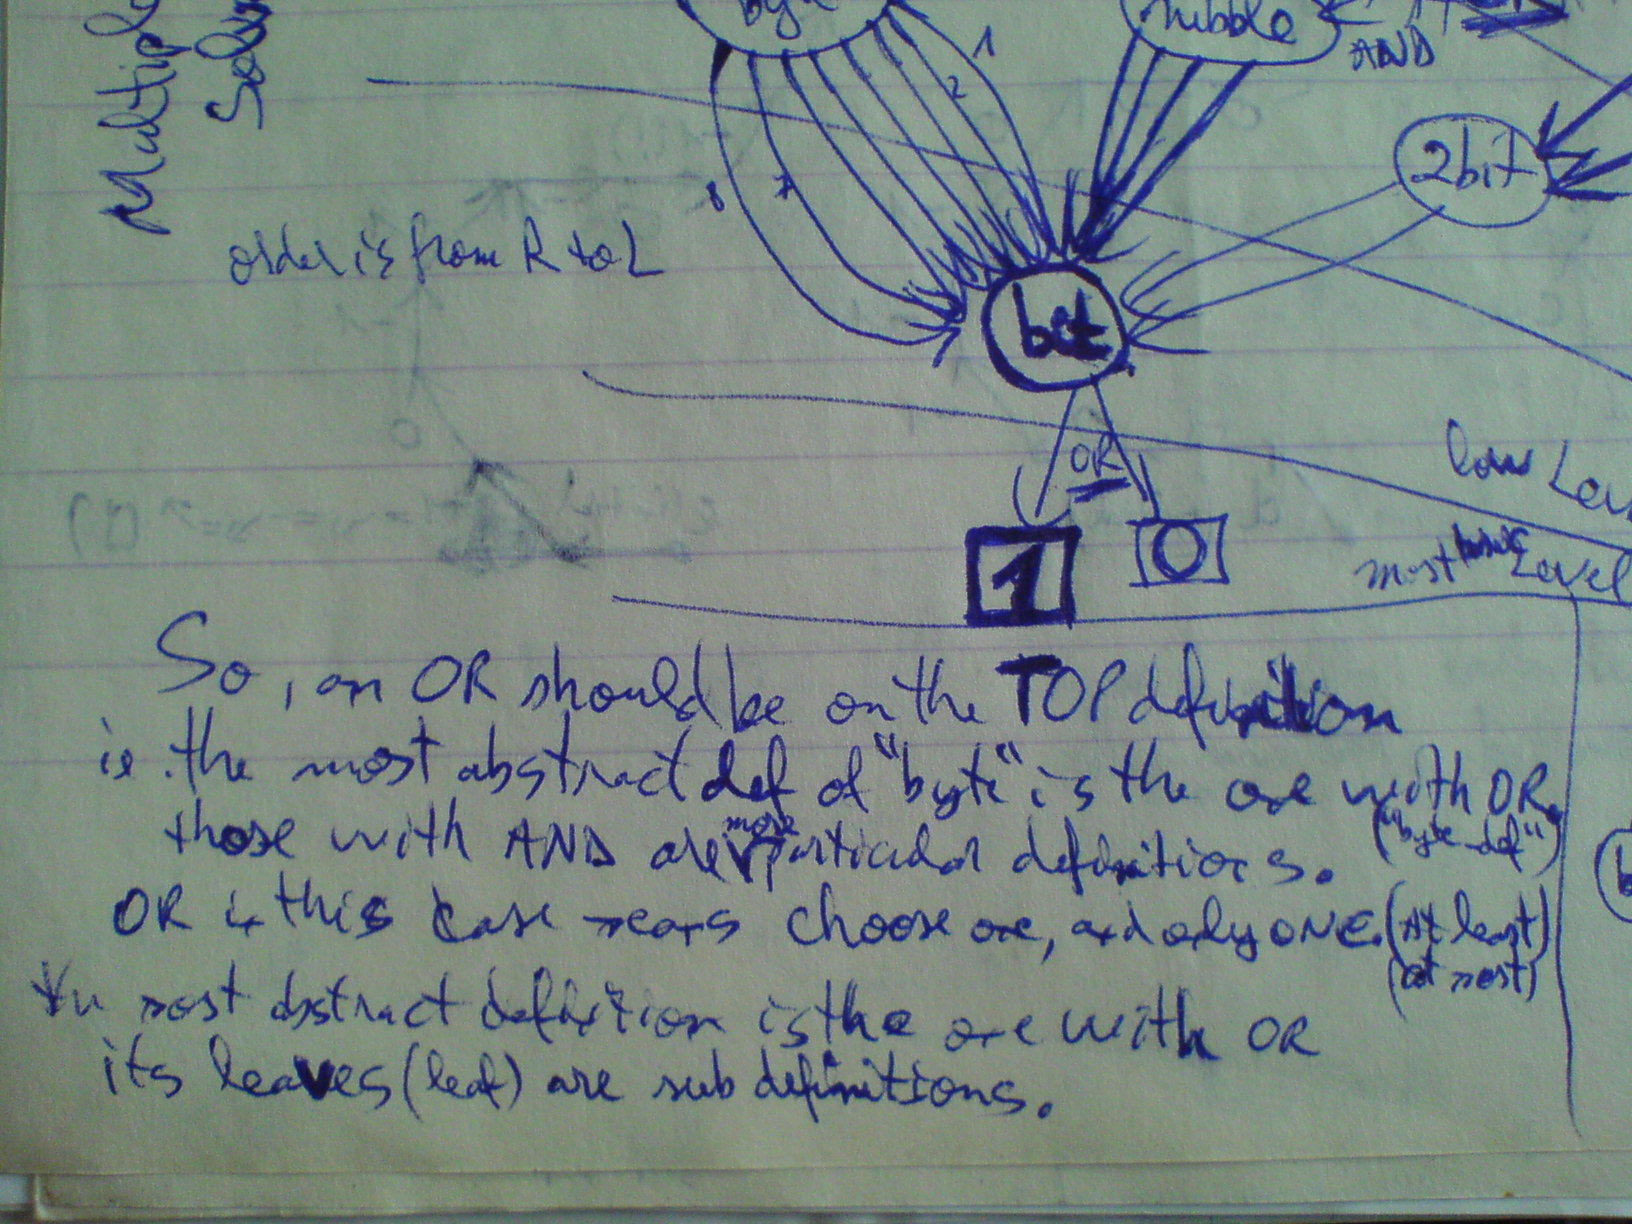 Multiple
Solu
byte
nibble
AND
1
2
8
7
2bit
order is from R to L
bit
OR
low Lev
1
0
most basic Level
So, an OR should be on the TOP definition
ie. the most abstract def of "byte" is the one with OR.
("byte-def")
those with AND are more particular definitions.
OR in this case means choose one, and only ONE. (At least)
(at most)
most abstract definition is the one with OR
its leaves (leaf) are sub definitions.
b